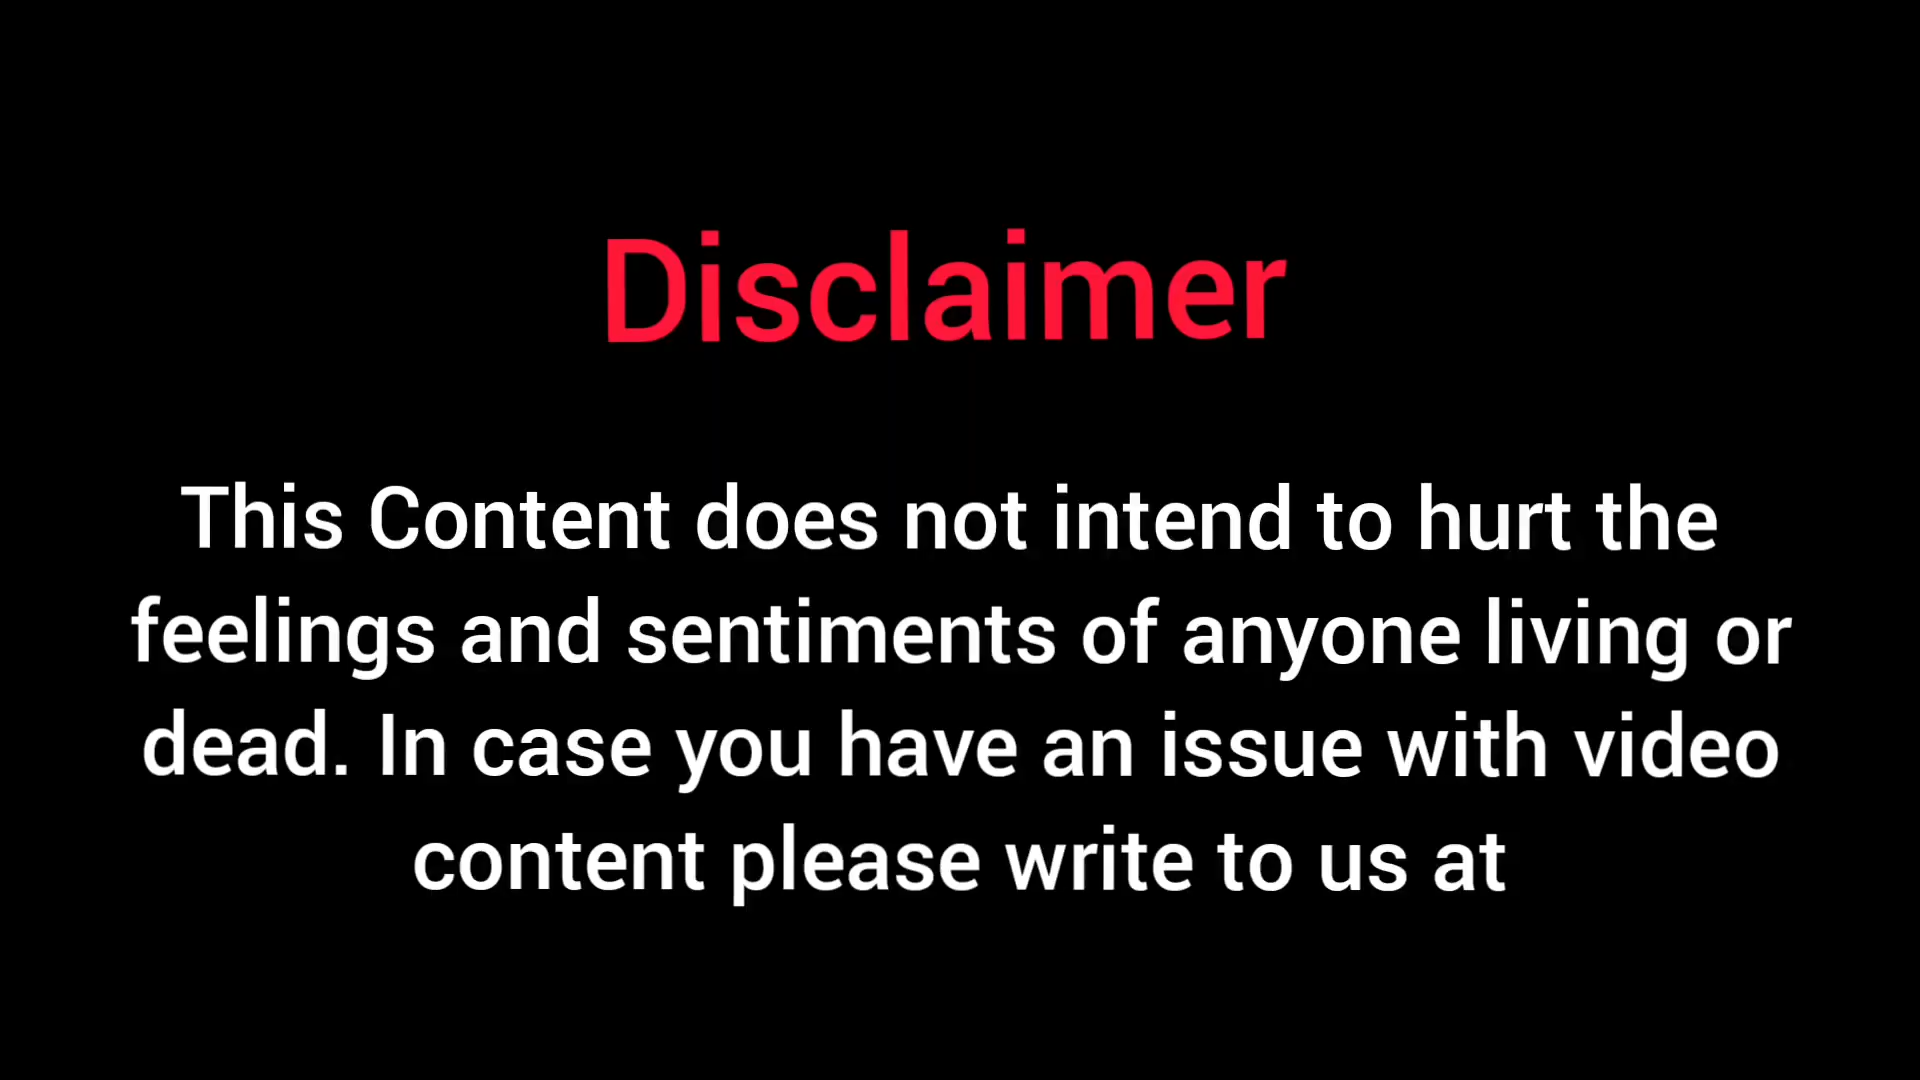 Disclaimer
This Content does not intend to hurt the
feelings and sentiments of anyone living or
dead. In case you have an issue with video
content please write to us at